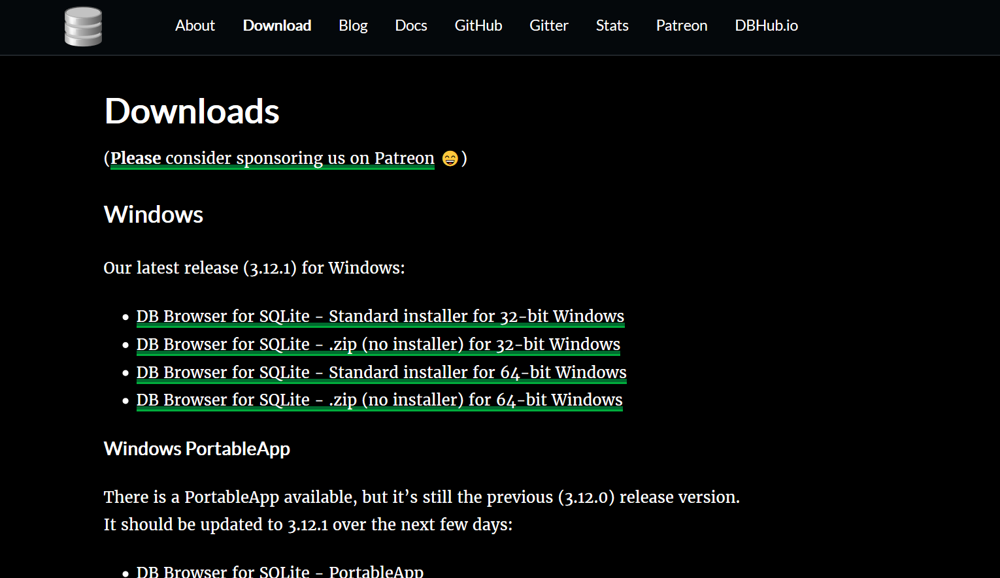 About Download Blog Docs GitHub Gitter Stats Patreon DBHub.io
Downloads
(Please consider sponsoring us on Patreon 😄)
Windows
Our latest release (3.12.1) for Windows:
• DB Browser for SQLite - Standard installer for 32-bit Windows
• DB Browser for SQLite - .zip (no installer) for 32-bit Windows
• DB Browser for SQLite - Standard installer for 64-bit Windows
• DB Browser for SQLite - .zip (no installer) for 64-bit Windows
Windows PortableApp
There is a PortableApp available, but it’s still the previous (3.12.0) release version.
It should be updated to 3.12.1 over the next few days:
• DB Browser for SQLite - PortableApp